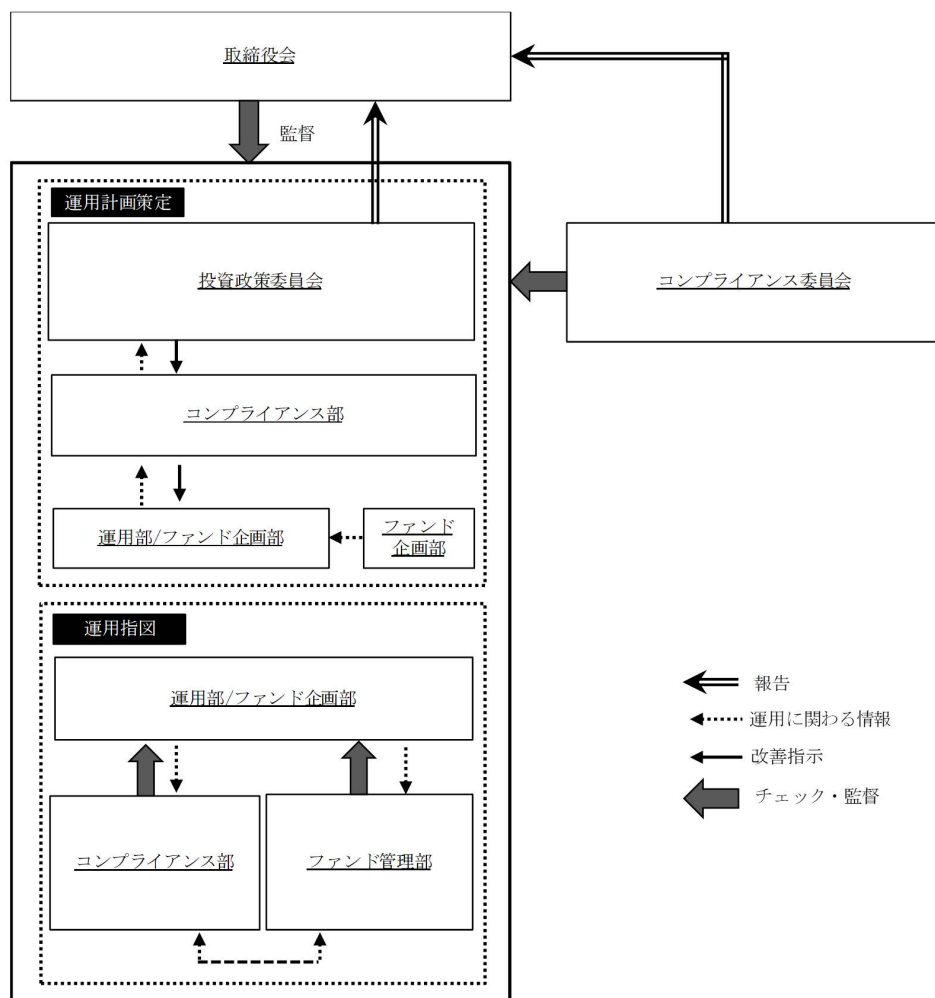 取締役会
監督
運用計画策定
投資政策委員会
コンプライアンス委員会
コンプライアンス部
運用部/ファンド企画部
ファンド
企画部
運用指図
運用部/ファンド企画部
コンプライアンス部
ファンド管理部
報告
運用に関わる情報
改善指示
チェック・監督